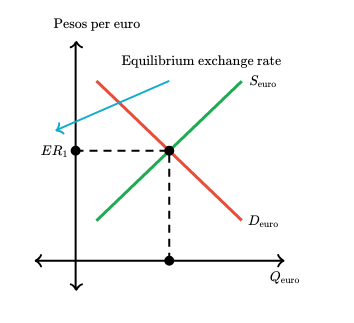 Pesos per euro
Equilibrium exchange rate
S_euro
ER_1
D_euro
Q_euro